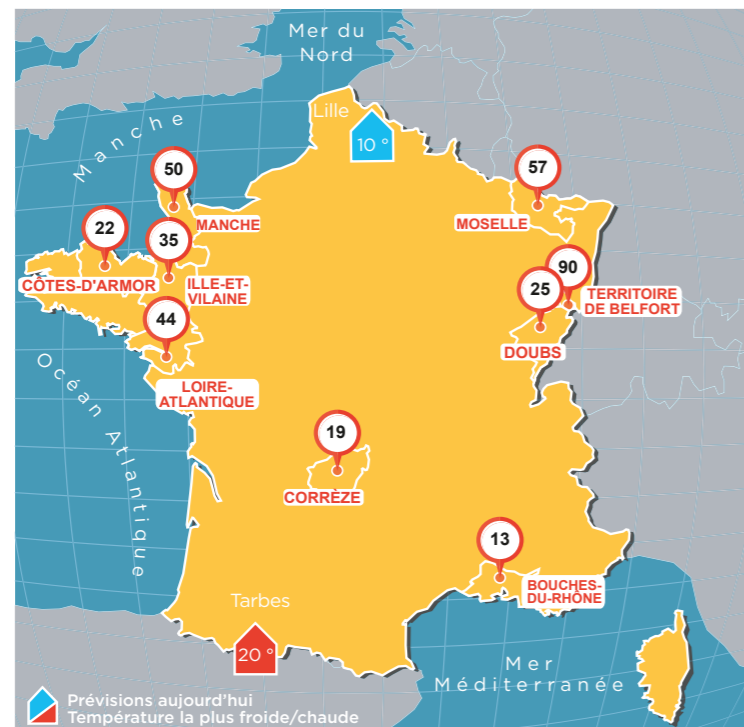 Mer du
Nord
Lille
10 °
Manche
50
MANCHE
57
MOSELLE
22
CÔTES-D'ARMOR
35
ILLE-ET-
VILAINE
90
TERRITOIRE
DE BELFORT
25
DOUBS
44
LOIRE-
ATLANTIQUE
Océan Atlantique
19
CORRÈZE
13
BOUCHES-
DU-RHÔNE
Tarbes
20 °
Mer
Méditerranée
Prévisions aujourd'hui
Température la plus froide/chaude